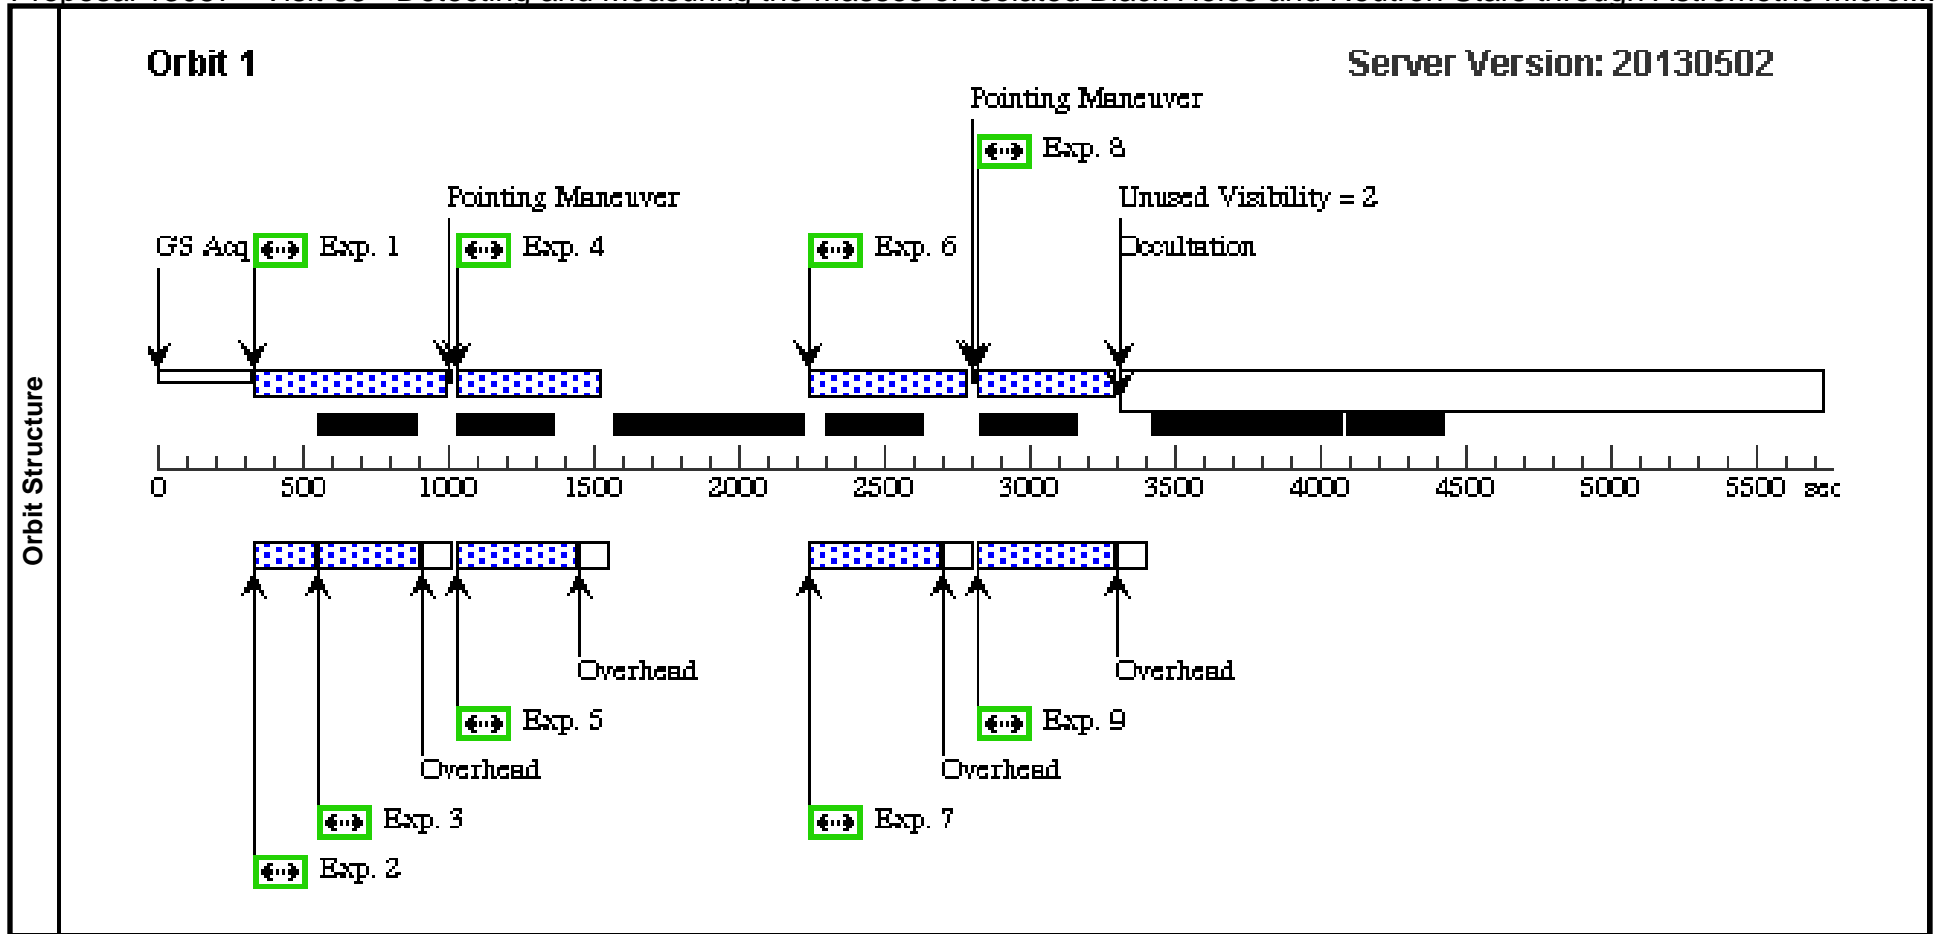 Orbit Structure
Orbit 1
Server Version: 20130502
Pointing Maneuver
Exp. 8
Pointing Maneuver
Unused Visibility = 2
GS Acq
Exp. 1
Exp. 4
Exp. 6
Occultation
0 500 1000 1500 2000 2500 3000 3500 4000 4500 5000 5500 sec
Overhead
Overhead
Exp. 5
Exp. 9
Overhead
Overhead
Exp. 3
Exp. 7
Exp. 2